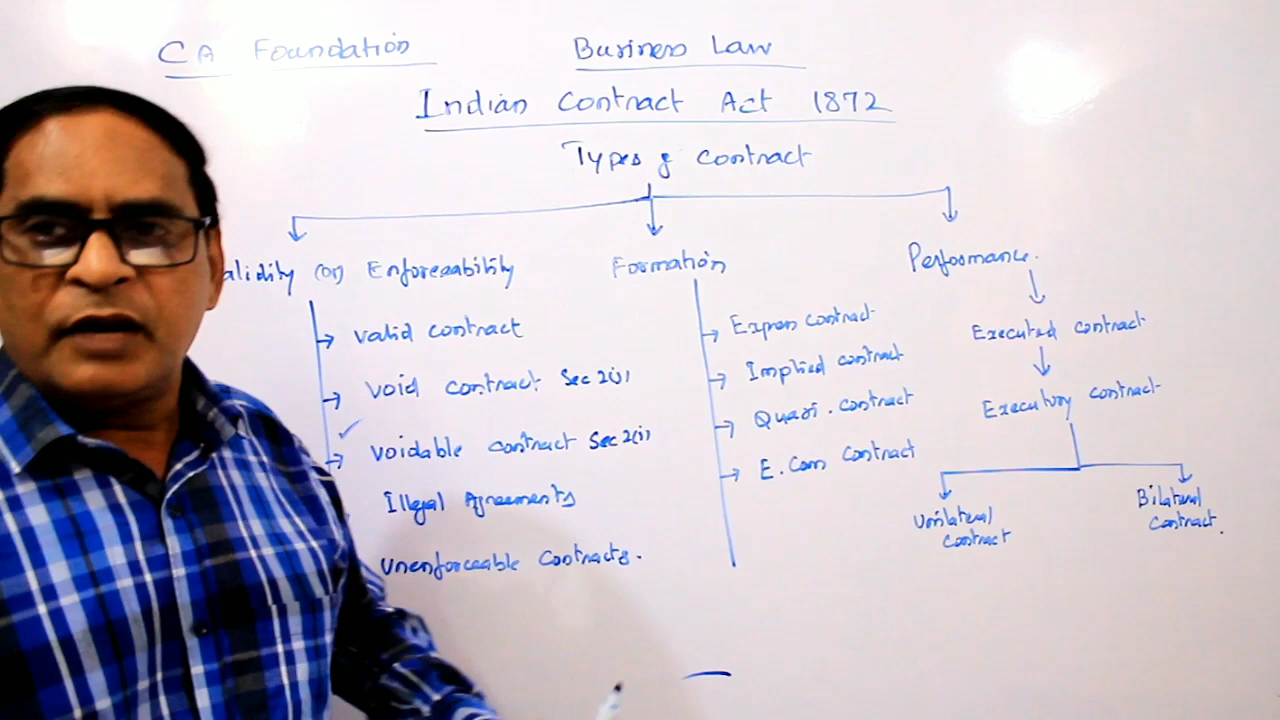 CA Foundation
Business Law
Indian Contract Act 1872
Types of contract
alidity (or) Enforceability
valid contract
void contract Sec 2(j)
voidable contract Sec 2(i)
Illegal Agreements
unenforceable contracts.
Formation
Express contract
Implied contract
Quasi . contract
E. Com contract
Performance.
Executed contract
Executory contract
Unilateral
contract
Bilateral
contract.